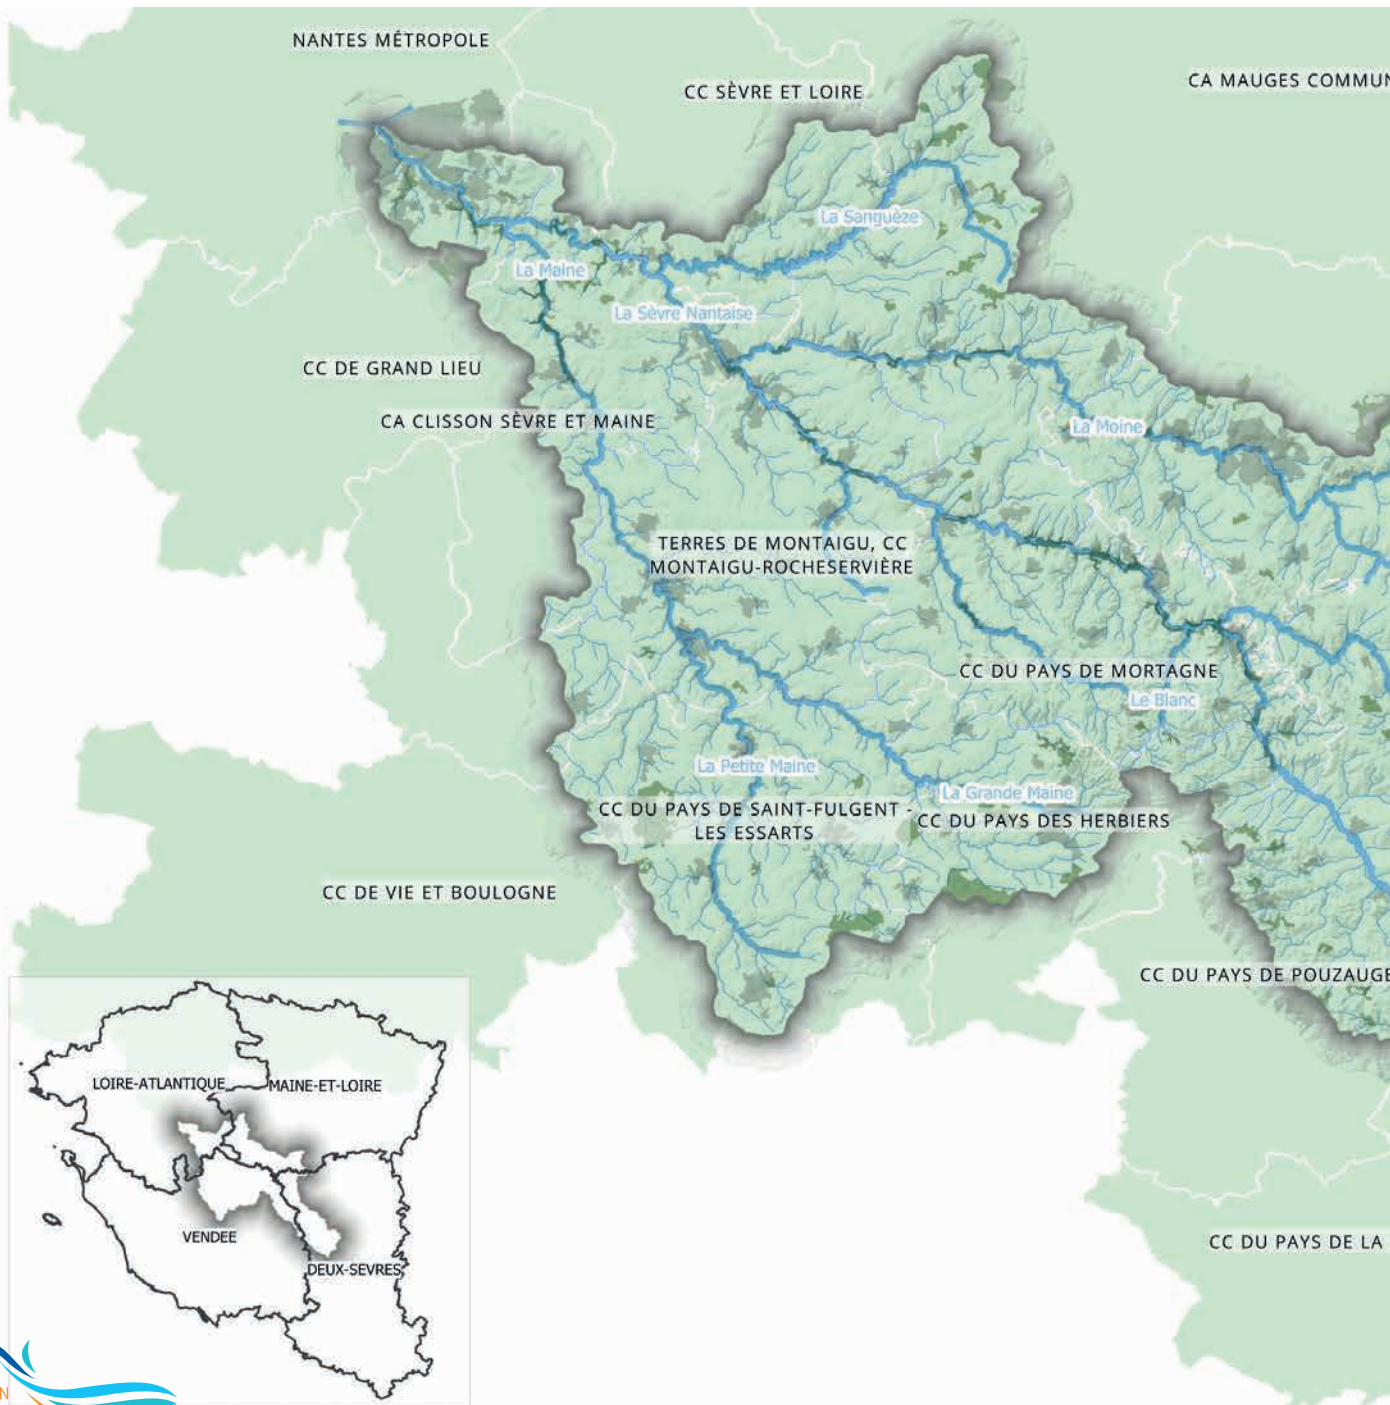 NANTES MÉTROPOLE
CC SÈVRE ET LOIRE
CA MAUGES COMMUN
La Sanguèze
La Maine
La Sèvre Nantaise
CC DE GRAND LIEU
CA CLISSON SÈVRE ET MAINE
La Moine
TERRES DE MONTAIGU, CC
MONTAIGU-ROCHESERVIÈRE
CC DU PAYS DE MORTAGNE
Le Blanc
La Petite Maine
La Grande Maine
CC DU PAYS DE SAINT-FULGENT -
LES ESSARTS
CC DU PAYS DES HERBIERS
CC DE VIE ET BOULOGNE
CC DU PAYS DE POUZAUGE
LOIRE-ATLANTIQUE
MAINE-ET-LOIRE
VENDEE
DEUX-SEVRES
CC DU PAYS DE LA
N